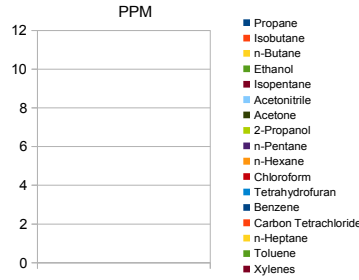 PPM
12
10
8
6
4
2
0
Propane
Isobutane
n-Butane
Ethanol
Isopentane
Acetonitrile
Acetone
2-Propanol
n-Pentane
n-Hexane
Chloroform
Tetrahydrofuran
Benzene
Carbon Tetrachloride
n-Heptane
Toluene
Xylenes